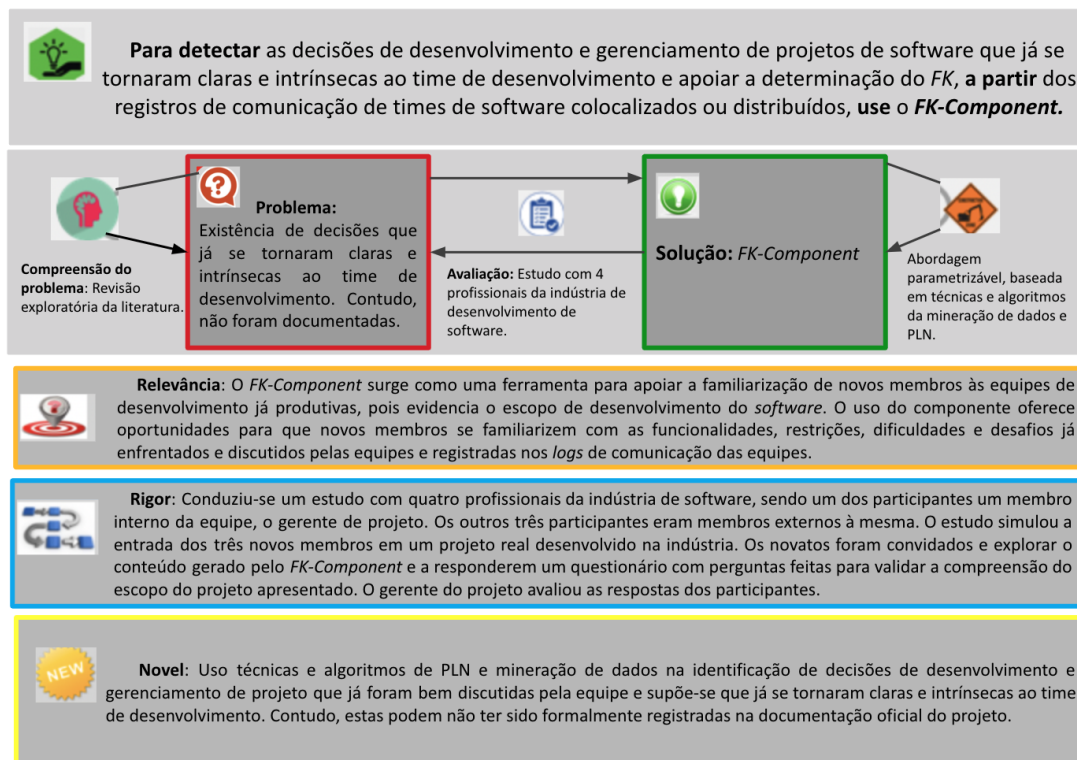 Para detectar as decisões de desenvolvimento e gerenciamento de projetos de software que já se
tornaram claras e intrínsecas ao time de desenvolvimento e apoiar a determinação do FK, a partir dos
registros de comunicação de times de software colocalizados ou distribuídos, use o FK-Component.
Compreensão do
problema: Revisão
exploratória da literatura.
Problema:
Existência de decisões que
já se tornaram claras e
intrínsecas ao time de
desenvolvimento. Contudo,
não foram documentadas.
Avaliação: Estudo com 4
profissionais da indústria de
desenvolvimento de
software.
Solução: FK-Component
Abordagem
parametrizável, baseada
em técnicas e algoritmos
da mineração de dados e
PLN.
Relevância: O FK-Component surge como uma ferramenta para apoiar a familiarização de novos membros às equipes de
desenvolvimento já produtivas, pois evidencia o escopo de desenvolvimento do software. O uso do componente oferece
oportunidades para que novos membros se familiarizem com as funcionalidades, restrições, dificuldades e desafios já
enfrentados e discutidos pelas equipes e registradas nos logs de comunicação das equipes.
Rigor: Conduziu-se um estudo com quatro profissionais da indústria de software, sendo um dos participantes um membro
interno da equipe, o gerente de projeto. Os outros três participantes eram membros externos à mesma. O estudo simulou a
entrada dos três novos membros em um projeto real desenvolvido na indústria. Os novatos foram convidados e explorar o
conteúdo gerado pelo FK-Component e a responderem um questionário com perguntas feitas para validar a compreensão do
escopo do projeto apresentado. O gerente do projeto avaliou as respostas dos participantes.
NEW
Novel: Uso técnicas e algoritmos de PLN e mineração de dados na identificação de decisões de desenvolvimento e
gerenciamento de projeto que já foram bem discutidas pela equipe e supõe-se que já se tornaram claras e intrínsecas ao time
de desenvolvimento. Contudo, estas podem não ter sido formalmente registradas na documentação oficial do projeto.